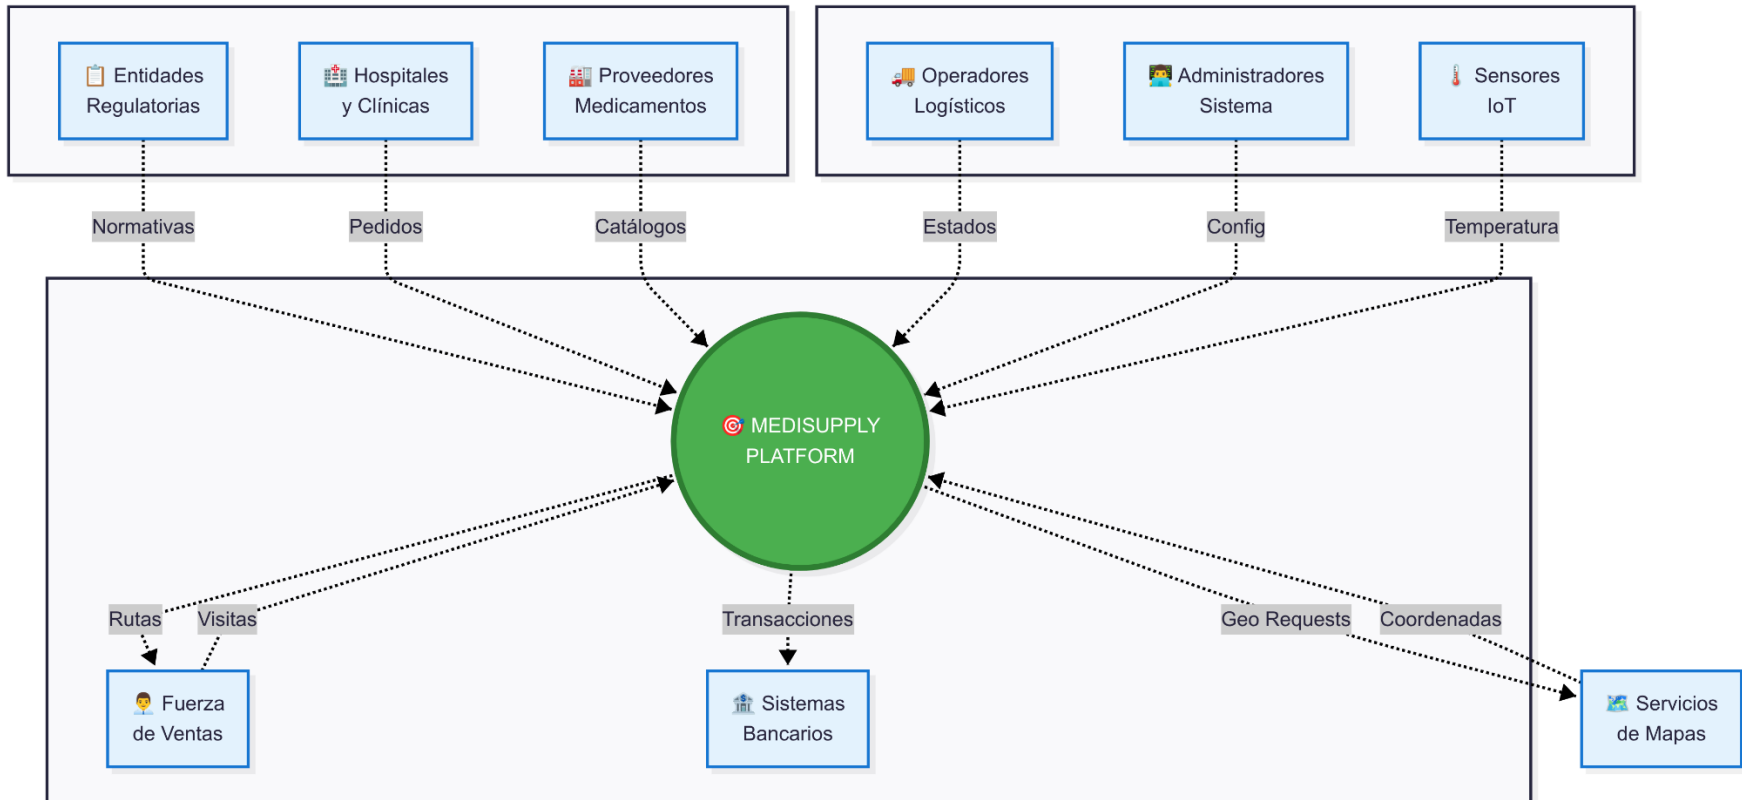 📋 Entidades
Regulatorias
🏥 Hospitales
y Clínicas
🏭 Proveedores
Medicamentos
🚚 Operadores
Logísticos
👨‍💻 Administradores
Sistema
🌡️ Sensores
IoT
Normativas
Pedidos
Catálogos
Estados
Config
Temperatura
🎯 MEDISUPPLY
PLATFORM
Rutas
Visitas
Transacciones
Geo Requests
Coordenadas
👨‍💼 Fuerza
de Ventas
🏦 Sistemas
Bancarios
🗺️ Servicios
de Mapas